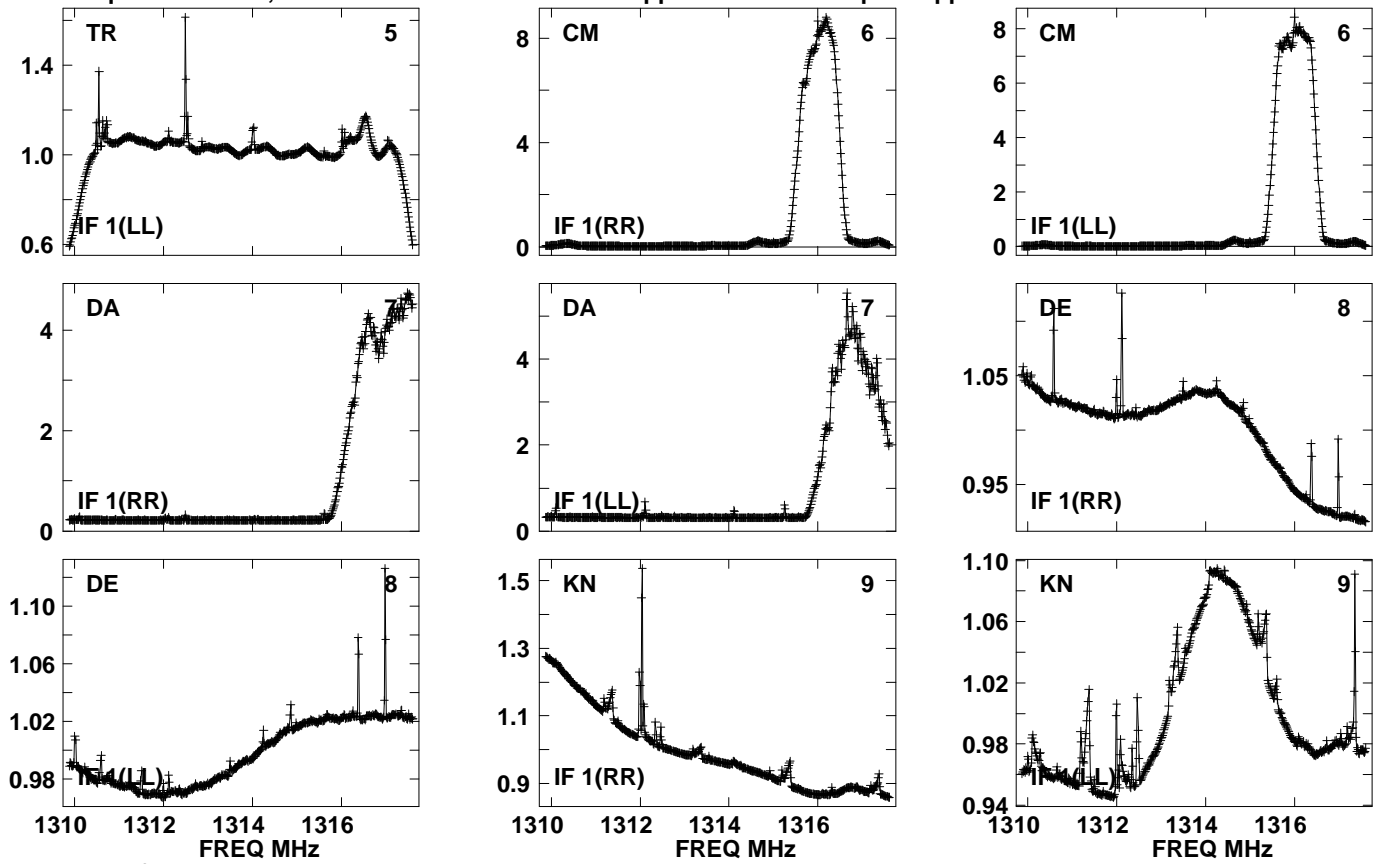 TR 5
1.4
1.0
0.6
IF 1(LL)
CM 6
8
4
0
IF 1(RR)
CM 6
8
6
4
2
0
IF 1(LL)
DA 7
4
2
0
IF 1(RR)
DA 7
4
2
0
IF 1(LL)
DE 8
1.05
0.95
IF 1(RR)
DE 8
1.10
1.06
1.02
0.98
IF 1(LL)
1310 1312 1314 1316
FREQ MHz
KN 9
1.5
1.3
1.1
0.9
IF 1(RR)
1310 1312 1314 1316
FREQ MHz
KN 9
1.10
1.06
1.02
0.98
0.94
IF 1(LL)
1310 1312 1314 1316
FREQ MHz